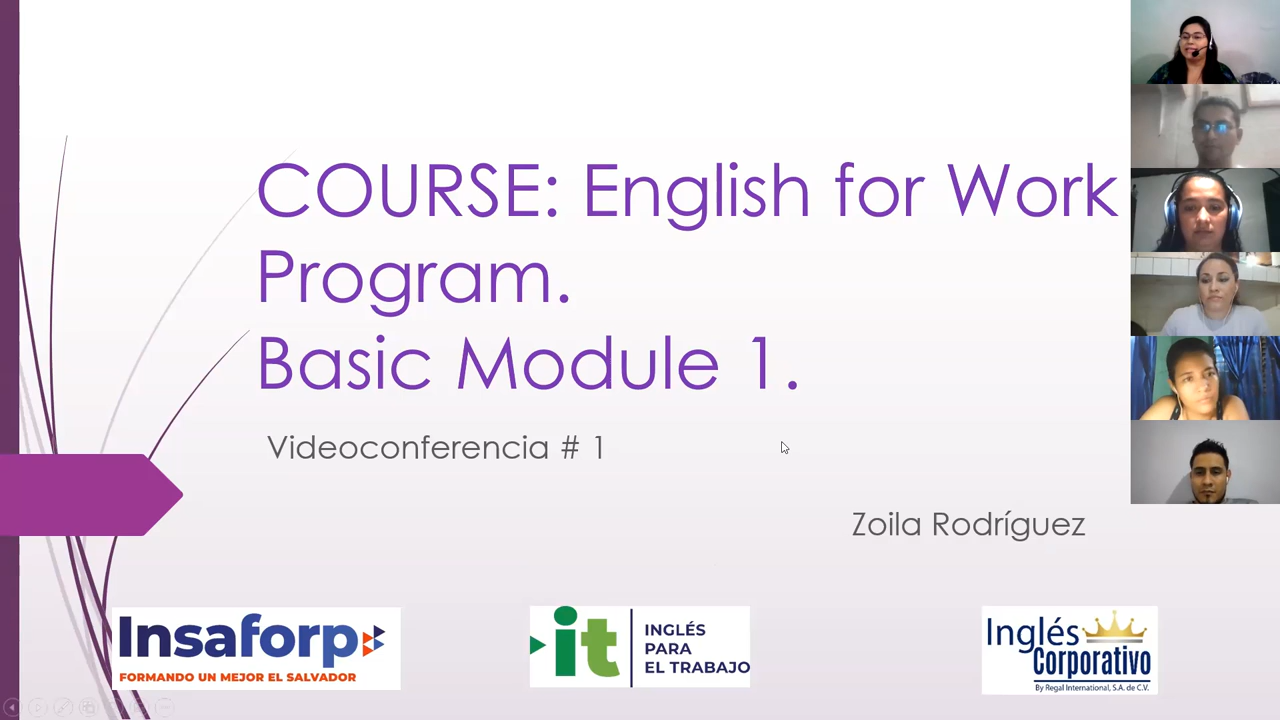 COURSE: English for Work
Program.
Basic Module 1.
Videoconferencia # 1
Zoila Rodríguez
Insaforp
FORMANDO UN MEJOR EL SALVADOR
it
INGLÉS
PARA
EL TRABAJO
Inglés
Corporativo
By Regal International, S.A. de C.V.